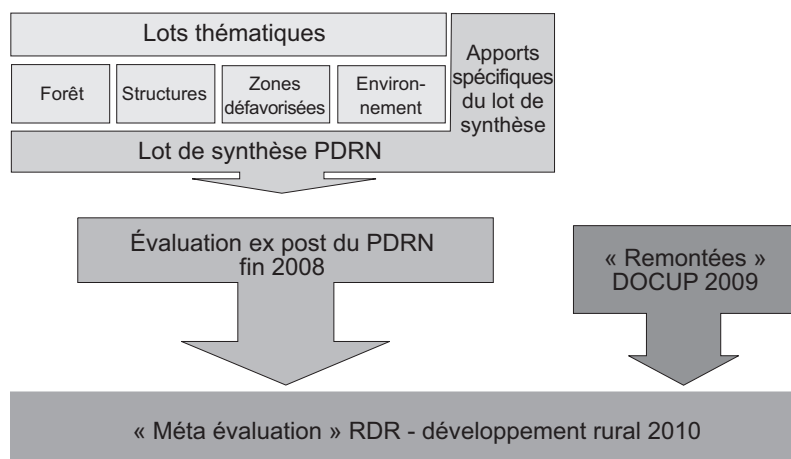 Lots thématiques
Apports
spécifiques
du lot de
synthèse
Forêt
Structures
Zones
défavorisées
Environ-
nement
Lot de synthèse PDRN
Évaluation ex post du PDRN
fin 2008
« Remontées »
DOCUP 2009
« Méta évaluation » RDR - développement rural 2010